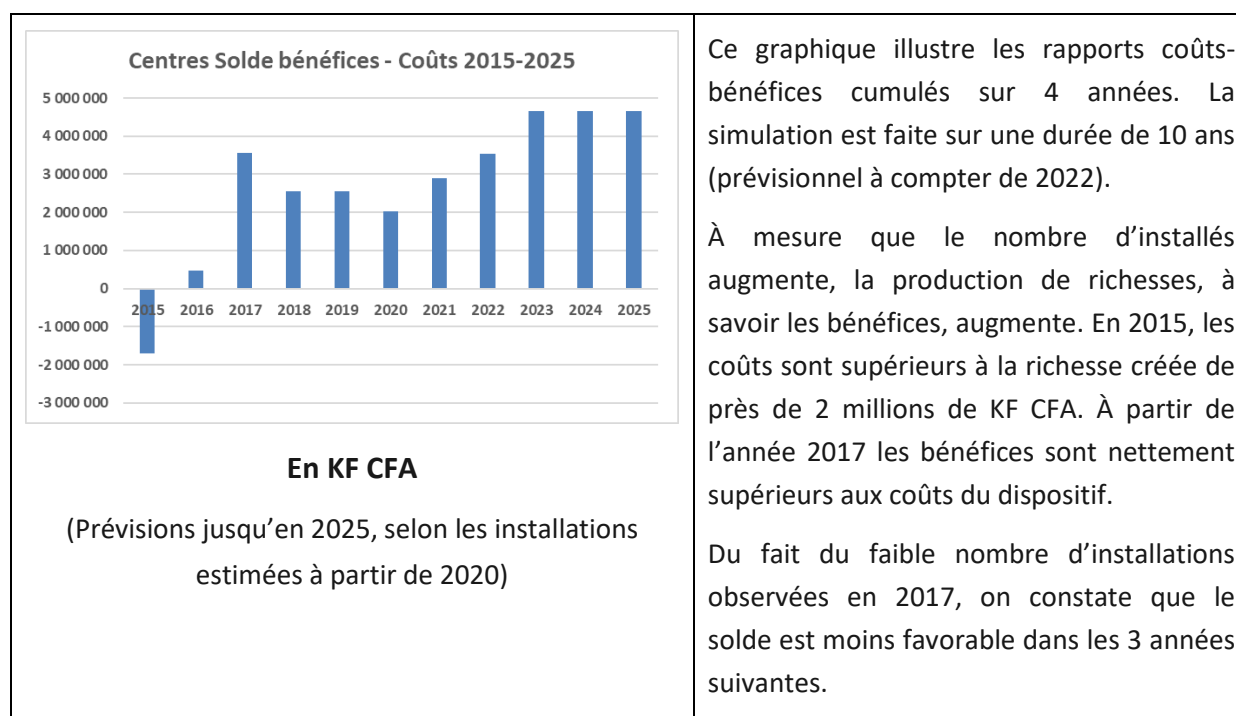 Centres Solde bénéfices - Coûts 2015-2025
5 000 000
4 000 000
3 000 000
2 000 000
1 000 000
0
2015 2016 2017 2018 2019 2020 2021 2022 2023 2024 2025
-1 000 000
-2 000 000
-3 000 000
En KF CFA
(Prévisions jusqu’en 2025, selon les installations
estimées à partir de 2020)
Ce graphique illustre les rapports coûts-
bénéfices cumulés sur 4 années. La
simulation est faite sur une durée de 10 ans
(prévisionnel à compter de 2022).
À mesure que le nombre d’installés
augmente, la production de richesses, à
savoir les bénéfices, augmente. En 2015, les
coûts sont supérieurs à la richesse créée de
près de 2 millions de KF CFA. À partir de
l’année 2017 les bénéfices sont nettement
supérieurs aux coûts du dispositif.
Du fait du faible nombre d’installations
observées en 2017, on constate que le
solde est moins favorable dans les 3 années
suivantes.